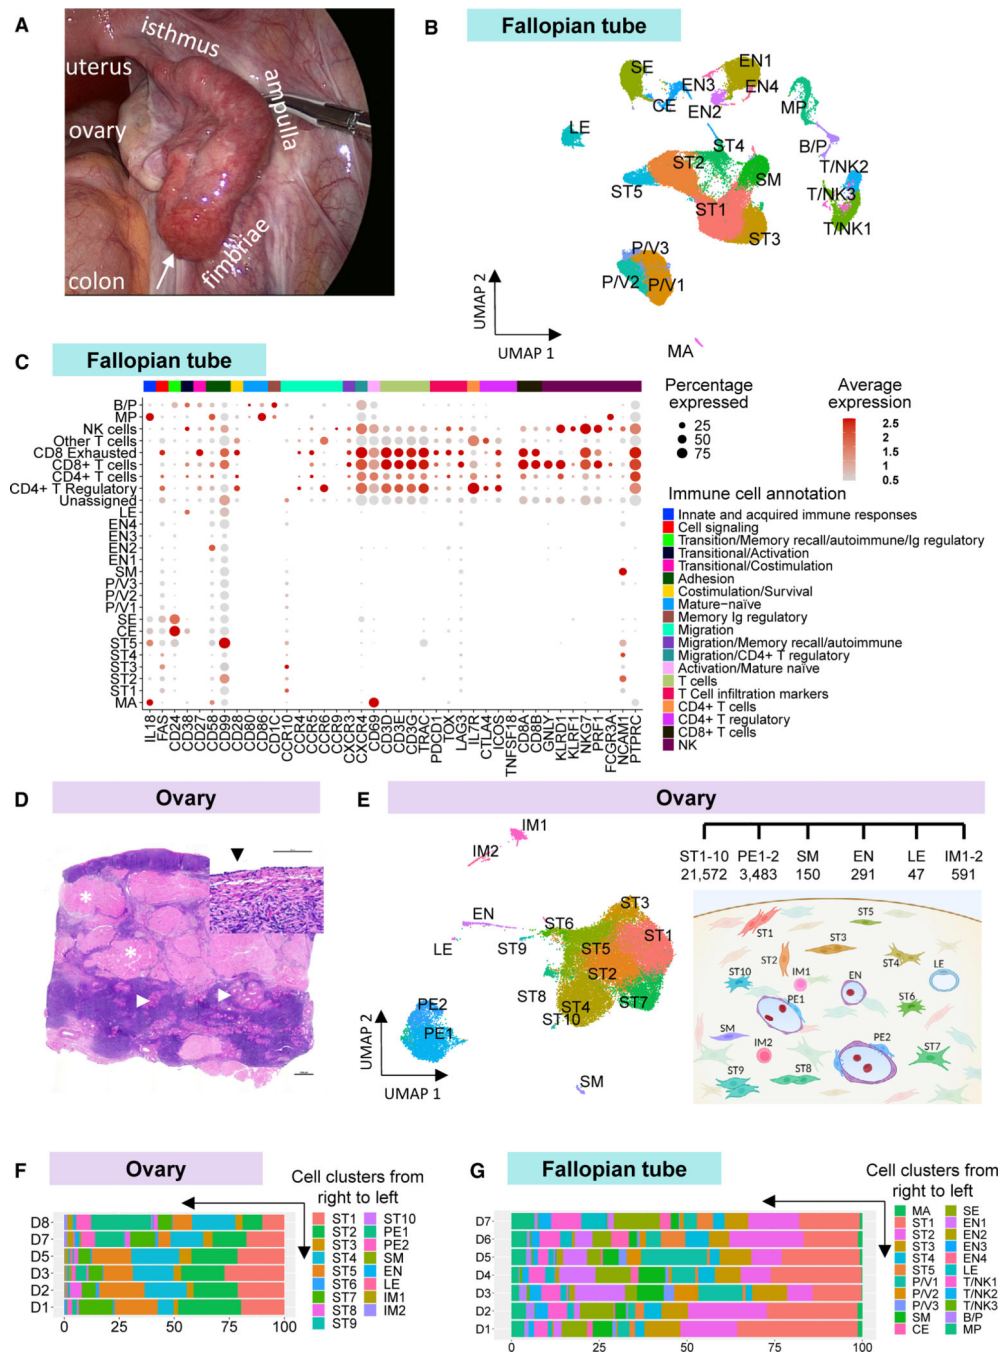 A
isthmus
uterus
ampulla
ovary
fimbriae
colon
B
Fallopian tube
SE
EN1
EN3
EN4
CE
EN2
MP
LE
ST4
B/P
ST2
SM
T/NK2
ST5
T/NK3
ST1
T/NK1
ST3
P/V3
P/V2
P/V1
UMAP 2
UMAP 1
MA
C
Fallopian tube
B/P
MP
NK cells
Other T cells
CD8 Exhausted
CD8+ T cells
CD4+ T cells
CD4+ T Regulatory
Unassigned
LE
EN4
EN3
EN2
EN1
SM
P/V3
P/V2
P/V1
SE
CE
ST5
ST4
ST3
ST2
ST1
MA
IL18
FAS
CD24
CD38
CD27
CD58
CD99
CD28
CD80
CD86
CD1C
CCR10
CCR4
CCR5
CCR6
CCR9
CXCR3
CXCR4
CD69
CD3D
CD3E
CD3G
TRAC
PDCD1
TOX
LAG3
IL7R
CTLA4
ICOS
TNFSF18
CD8A
CD8B
GNLY
KLRD1
KLRF1
NKG7
PRF1
FCGR3A
NCAM1
PTPRC
Percentage
expressed
25
50
75
Average
expression
2.5
2
1.5
1
0.5
Immune cell annotation
Innate and acquired immune responses
Cell signaling
Transition/Memory recall/autoimmune/Ig regulatory
Transitional/Activation
Transitional/Costimulation
Adhesion
Costimulation/Survival
Mature-naïve
Memory Ig regulatory
Migration
Migration/Memory recall/autoimmune
Migration/CD4+ T regulatory
Activation/Mature naïve
T cells
T Cell infiltration markers
CD4+ T cells
CD4+ T regulatory
CD8+ T cells
NK
D
Ovary
E
Ovary
IM1
IM2
EN
LE
ST6
ST9
ST3
ST1
ST5
ST2
ST8
ST4
ST7
ST10
PE2
PE1
SM
UMAP 2
UMAP 1
ST1-10 PE1-2 SM EN LE IM1-2
21,572 3,483 150 291 47 591
ST1
ST5
ST2
ST3
ST4
LE
ST10
IM1
EN
PE1
ST6
SM
IM2
PE2
ST7
ST9
ST8
F
Ovary
Cell clusters from
right to left
D8
D7
D5
D3
D2
D1
0 25 50 75 100
ST1 ST10
ST2 PE1
ST3 PE2
ST4 SM
ST5 EN
ST6 LE
ST7 IM1
ST8 IM2
ST9
G
Fallopian tube
Cell clusters from
right to left
D7
D6
D5
D4
D3
D2
D1
0 25 50 75 100
MA SE
ST1 EN1
ST2 EN2
ST3 EN3
ST4 EN4
ST5 LE
P/V1 T/NK1
P/V2 T/NK2
P/V3 T/NK3
SM B/P
CE MP